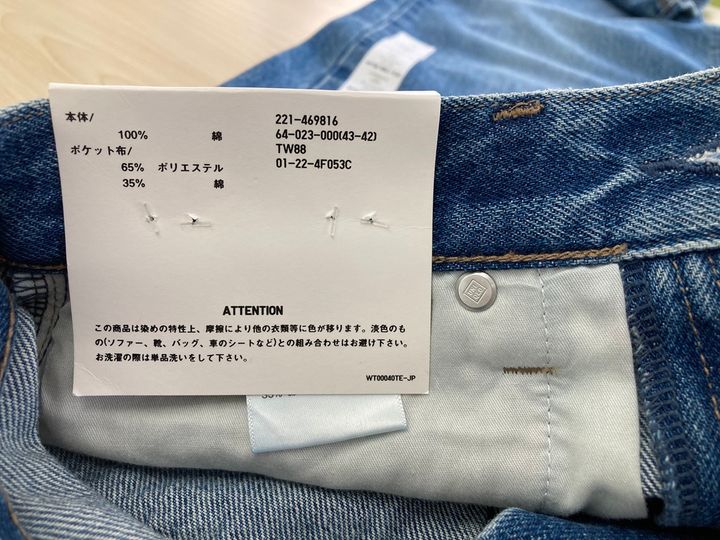 本体/
100% 綿
ポケット布/
65% ポリエステル
35% 綿
221-469816
64-023-000(43-42)
TW88
01-22-4F053C
ATTENTION
この商品は染めの特性上、摩擦により他の衣類等に色が移ります。淡色のも
の(ソファー、靴、バッグ、車のシートなど)との組み合わせはお避け下さい。
お洗濯の際は単品洗いをして下さい。
WT00040TE-JP